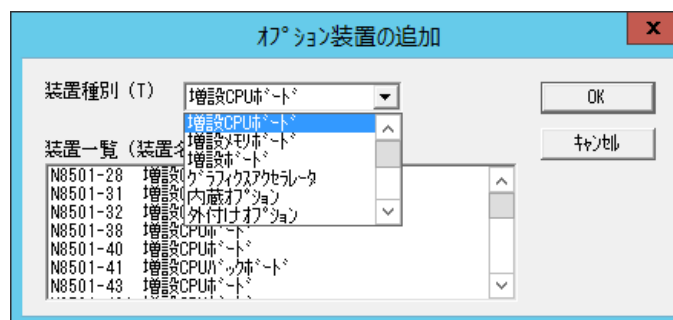 ｵﾌﾟｼｮﾝ装置の追加
x
装置種別 (T)
増設CPUﾎﾞｰﾄﾞ
OK
ｷｬﾝｾﾙ
増設CPUﾎﾞｰﾄﾞ
増設ﾒﾓﾘﾎﾞｰﾄﾞ
増設ﾎﾞｰﾄﾞ
ｸﾞﾗﾌｨｸｽｱｸｾﾗﾚｰﾀ
内蔵ｵﾌﾟｼｮﾝ
外付けｵﾌﾟｼｮﾝ
装置一覧 (装置名
N8501-28 増設
N8501-31 増設
N8501-32 増設
N8501-38 増設CPUﾎﾞｰﾄﾞ
N8501-40 増設CPUﾎﾞｰﾄﾞ
N8501-41 増設CPUﾊﾞｯｸﾎﾞｰﾄﾞ
N8501-43 増設CPUﾎﾞｰﾄﾞ